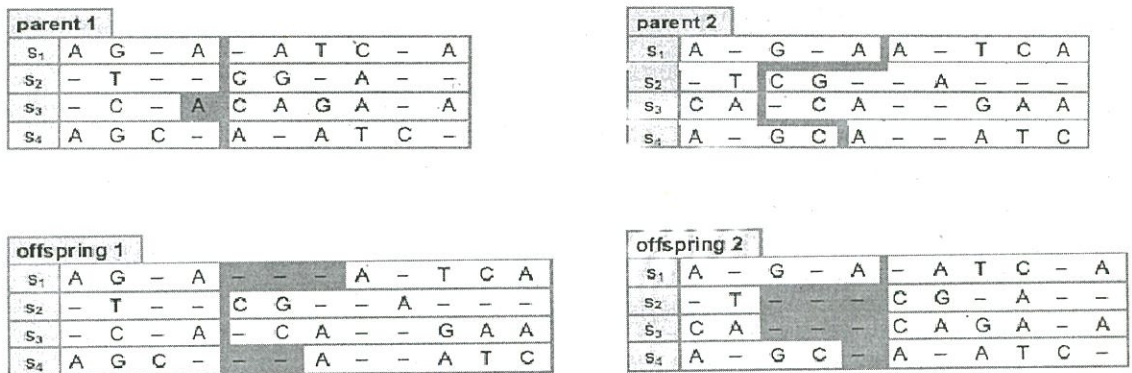 parent 1
s₁ A G – A – A T C – A
s₂ – T – – C G – A – –
s₃ – C – A C A G A – A
s₄ A G C – A – A T C –
parent 2
s₁ A – G – A A – T C A
s₂ – T C G – – A – – –
s₃ C A – C A – – G A A
s₄ A – G C A – – A T C
offspring 1
s₁ A G – A – – – A – T C A
s₂ – T – – C G – – A – – –
s₃ – C – A – C A – – G A A
s₄ A G C – – – A – – A T C
offspring 2
s₁ A – G – A – A T C – A
s₂ – T – – – C G – A – –
s₃ C A – – – C A G A – A
s₄ A – G C – A – A T C –